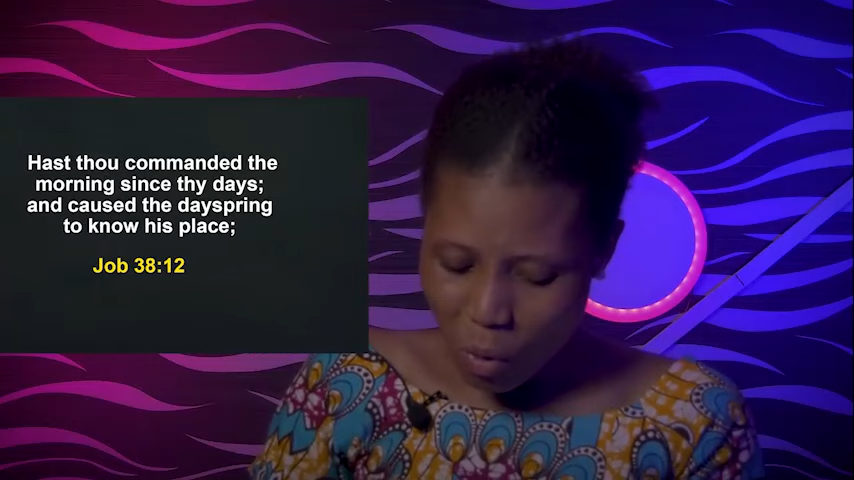 Hast thou commanded the
morning since thy days;
and caused the dayspring
to know his place;
Job 38:12